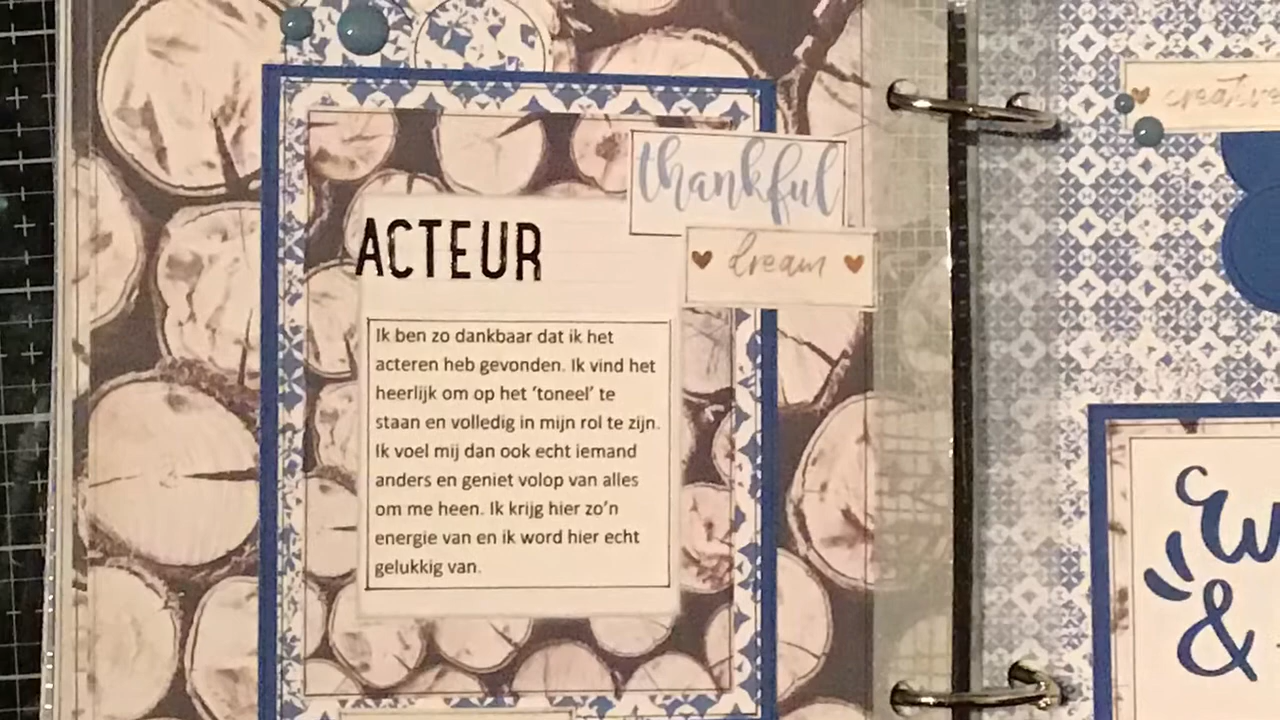 thankful
ACTEUR
dream
Ik ben zo dankbaar dat ik het
acteren heb gevonden. Ik vind het
heerlijk om op het ‘toneel’ te
staan en volledig in mijn rol te zijn.
Ik voel mij dan ook echt iemand
anders en geniet volop van alles
om me heen. Ik krijg hier zo’n
energie van en ik word hier echt
gelukkig van.
creative
&